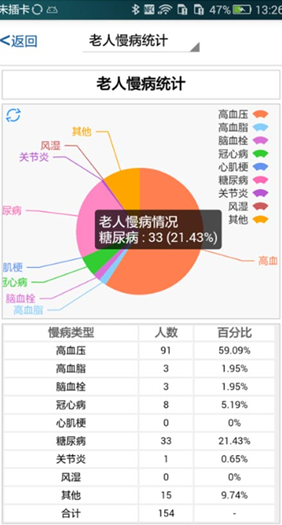 未插卡 47% 13:26
返回 老人慢病统计
老人慢病统计
高血压
高血脂
脑血栓
冠心病
心肌梗
糖尿病
关节炎
风湿
其他
其他
风湿
关节炎
尿病
老人慢病情况
糖尿病 : 33 (21.43%)
高血
肌梗
冠心病
脑血栓
高血脂
慢病类型 人数 百分比
高血压 91 59.09%
高血脂 3 1.95%
脑血栓 3 1.95%
冠心病 8 5.19%
心肌梗 0 0%
糖尿病 33 21.43%
关节炎 1 0.65%
风湿 0 0%
其他 15 9.74%
合计 154 -